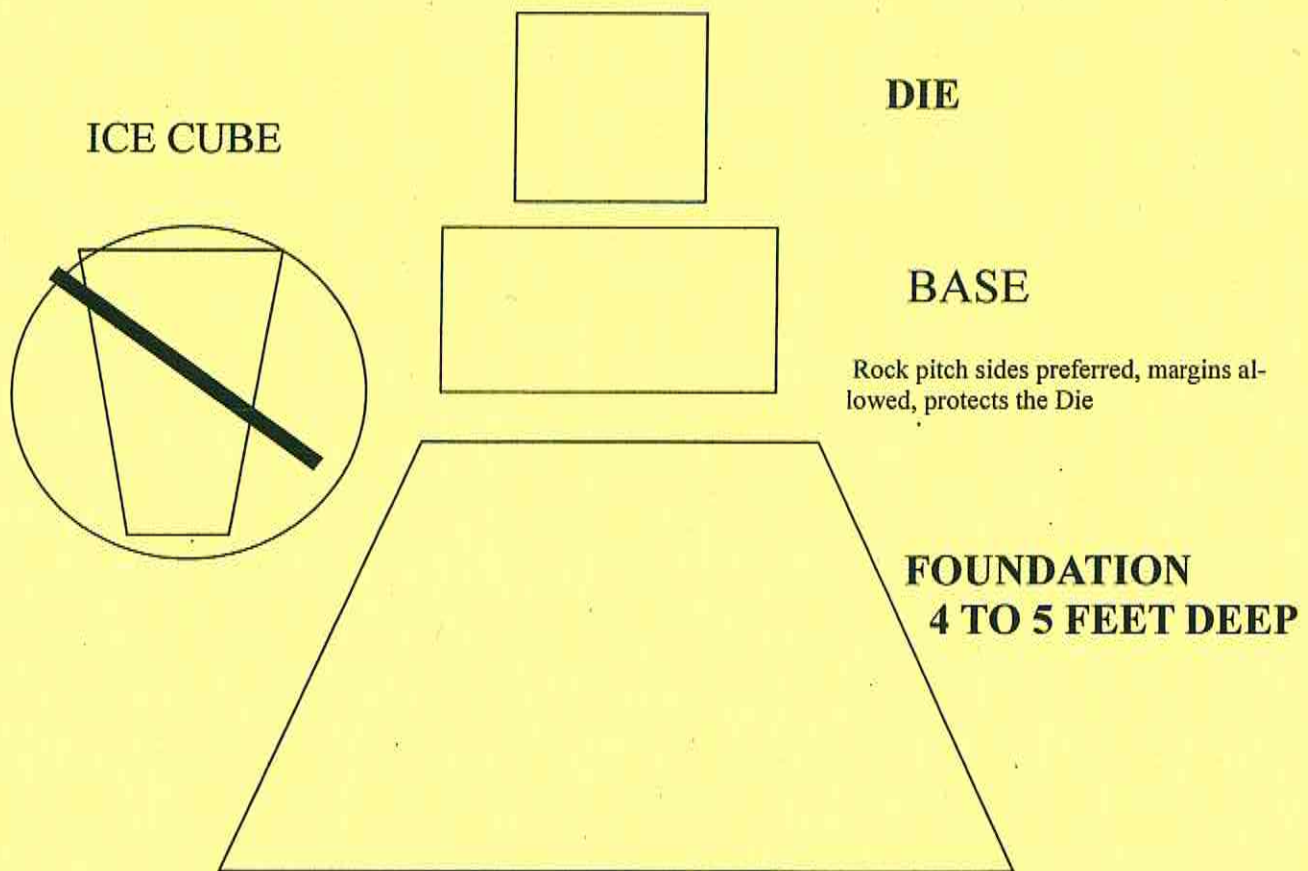 DIE
ICE CUBE
BASE
Rock pitch sides preferred, margins al-
lowed, protects the Die
FOUNDATION
4 TO 5 FEET DEEP